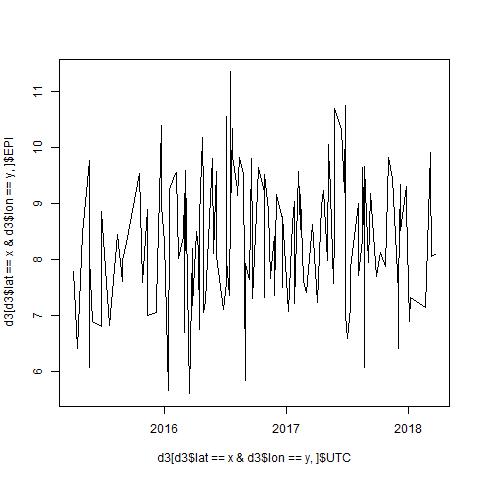 11
10
9
8
7
6
d3[d3$lat == x & d3$lon == y, ]$EPI
2016 2017 2018
d3[d3$lat == x & d3$lon == y, ]$UTC